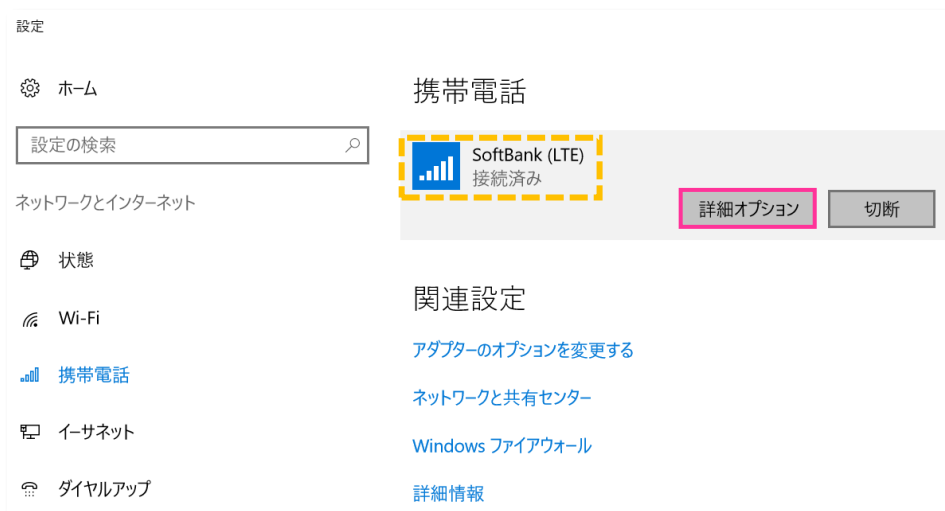 設定
ホーム
設定の検索
ネットワークとインターネット
状態
Wi-Fi
携帯電話
イーサネット
ダイヤルアップ
携帯電話
SoftBank (LTE)
接続済み
詳細オプション
切断
関連設定
アダプターのオプションを変更する
ネットワークと共有センター
Windows ファイアウォール
詳細情報